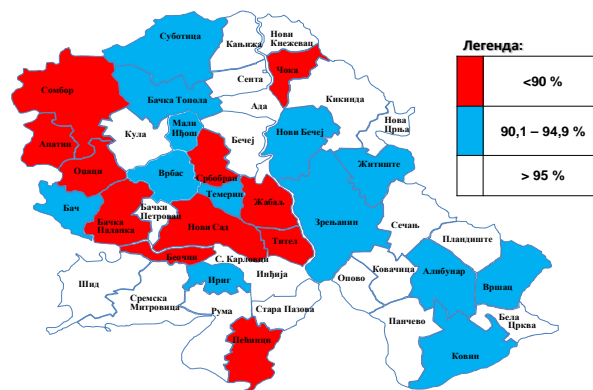 Суботица
Кањижа
Нови
Кнежевац
Легенда:
<90 %
90,1 – 94,9 %
> 95 %
Чока
Сента
Сомбор
Бачка Топола
Ада
Кикинда
Нова
Црња
Мали
Иђош
Кула
Бечеј
Нови Бечеј
Апатин
Оџаци
Врбас
Србобран
Житиште
Темерин
Жабаљ
Зрењанин
Бач
Бачки
Петровац
Бачка
Паланка
Нови Сад
Тител
Сечањ
Пландиште
Беочин
С. Карловци
Ковачица
Алибунар
Вршац
Шид
Ириг
Инђија
Опово
Сремска
Митровица
Рума
Стара Пазова
Панчево
Бела
Црква
Пећинци
Ковин